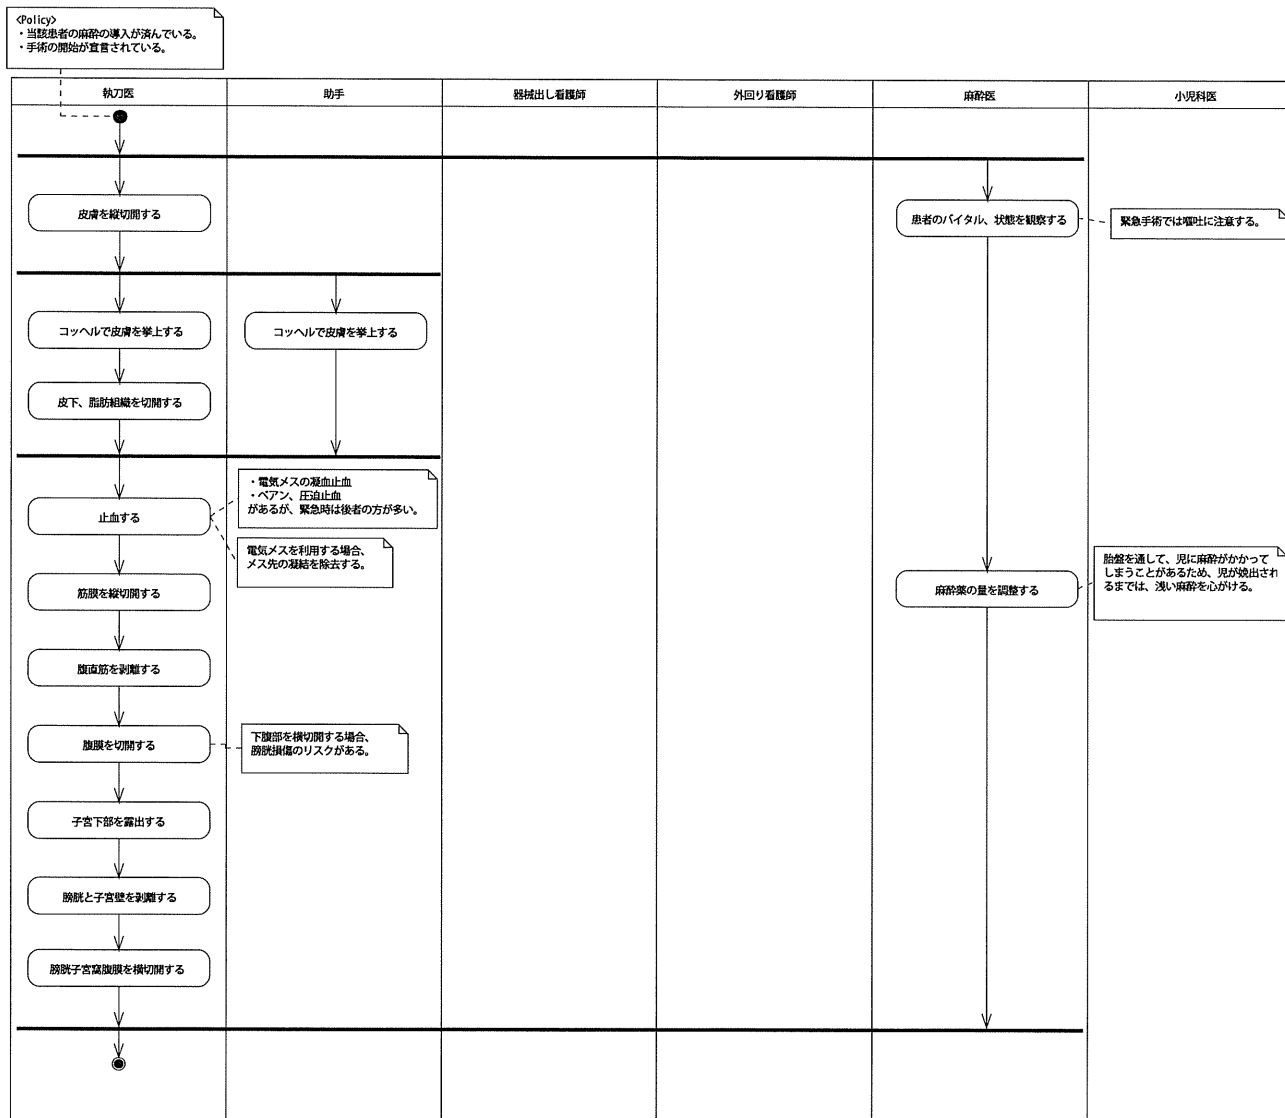 <Policy>
・当該患者の麻酔の導入が済んでいる。
・手術の開始が宣言されている。
執刀医
助手
器械出し看護師
外回り看護師
麻酔医
小児科医
皮膚を縦切開する
患者のバイタル、状態を観察する
緊急手術では嘔吐に注意する。
コッヘルで皮膚を挙上する
コッヘルで皮膚を挙上する
皮下、脂肪組織を切開する
・電気メスの凝血止血
・ペアン、圧迫止血
があるが、緊急時は後者の方が多い。
止血する
電気メスを利用する場合、
メス先の凝結を除去する。
胎盤を通して、児に麻酔がかかって
しまうことがあるため、児が娩出され
るまでは、浅い麻酔を心がける。
筋膜を縦切開する
麻酔薬の量を調整する
腹直筋を剥離する
腹膜を切開する
下腹部を横切開する場合、
膀胱損傷のリスクがある。
子宮下部を露出する
膀胱と子宮壁を剥離する
膀胱子宮窩腹膜を横切開する